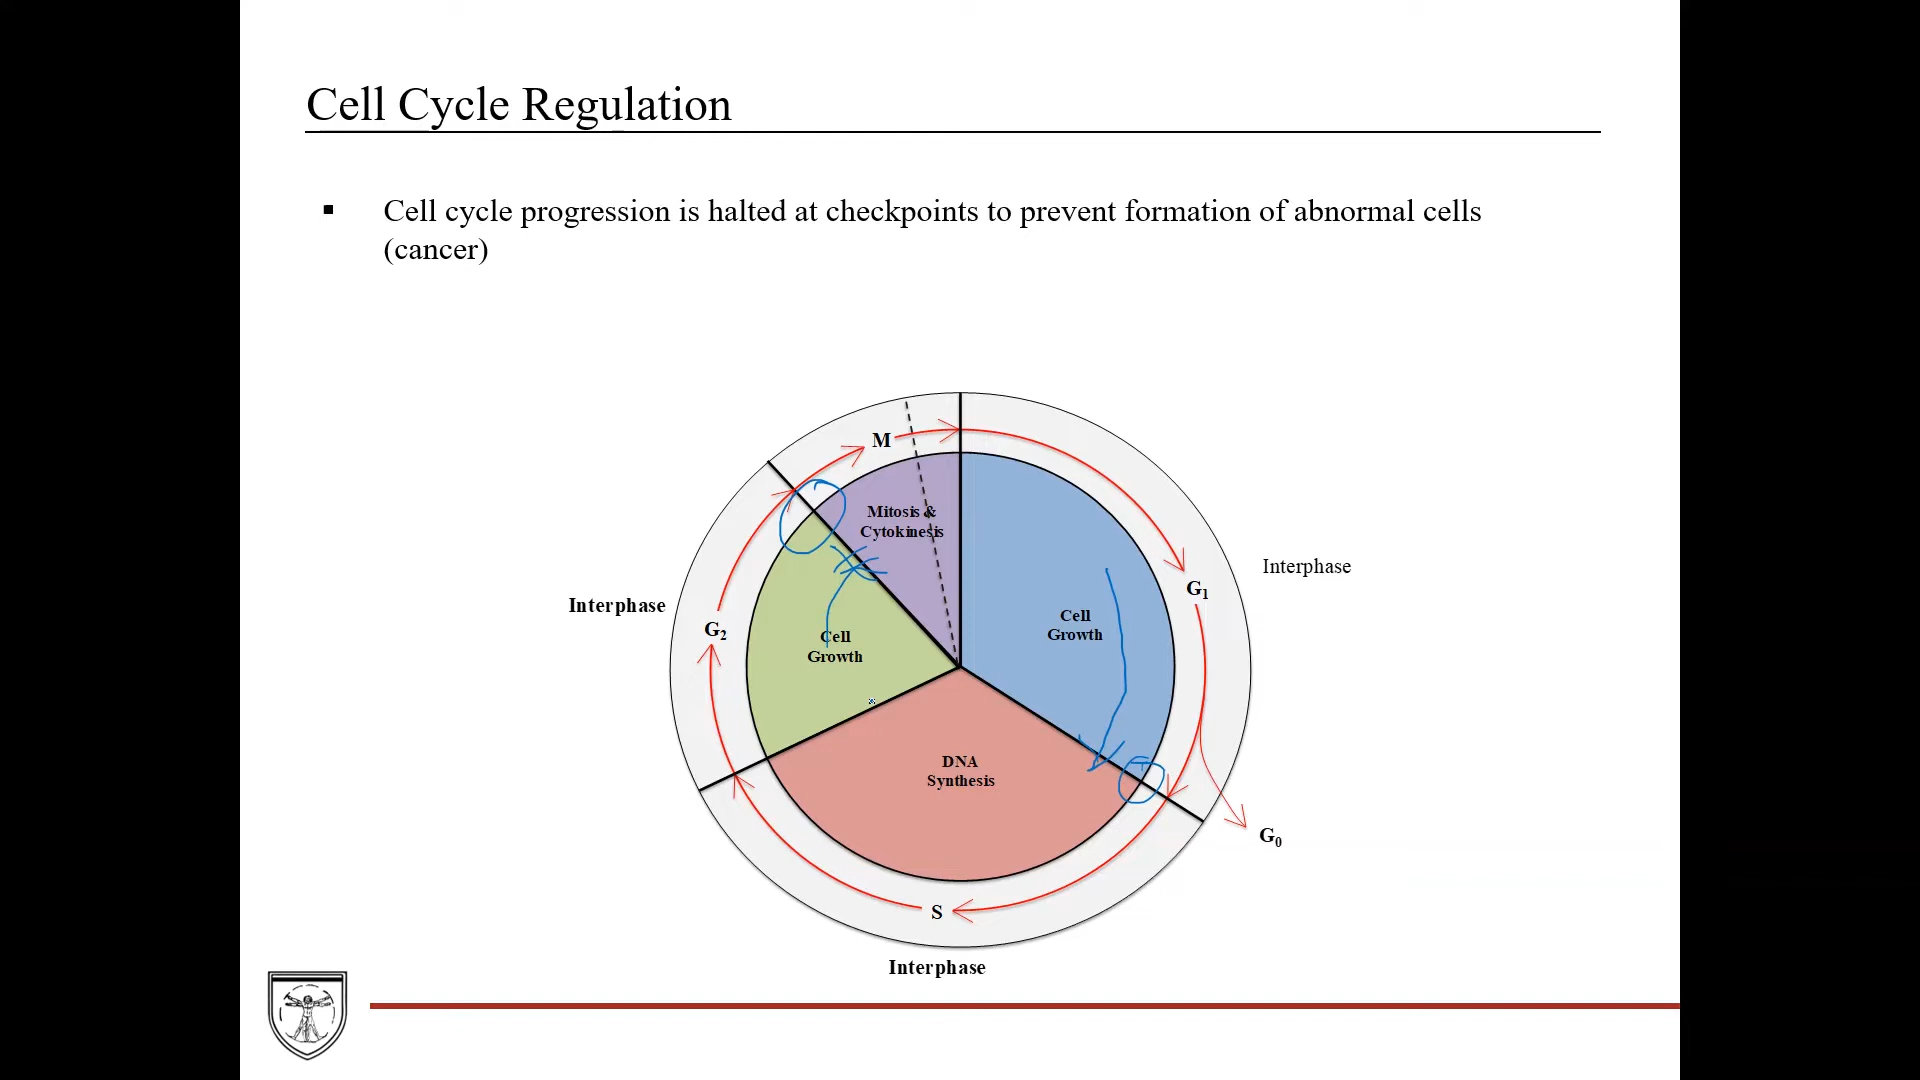 Cell Cycle Regulation
▪ Cell cycle progression is halted at checkpoints to prevent formation of abnormal cells
(cancer)
M
Mitosis &
Cytokinesis
Interphase
G₁
Interphase
Cell
Growth
G₂
Cell
Growth
DNA
Synthesis
G₀
S
Interphase